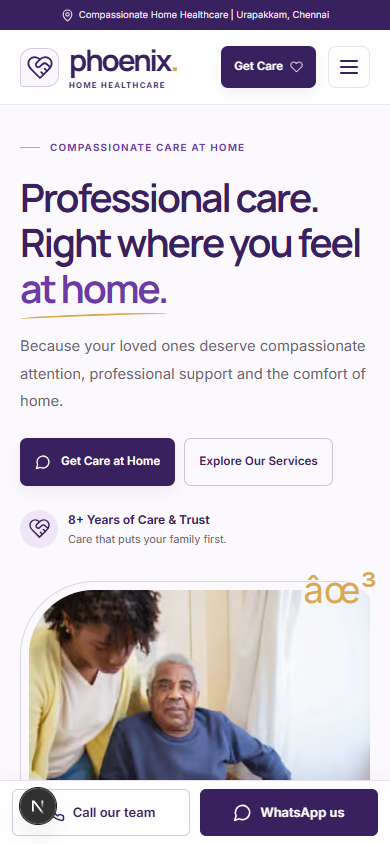 Compassionate Home Healthcare | Urapakkam, Chennai
phoenix.
HOME HEALTHCARE
Get Care
COMPASSIONATE CARE AT HOME
Professional care.
Right where you feel
at home.
Because your loved ones deserve compassionate
attention, professional support and the comfort of
home.
Get Care at Home
Explore Our Services
8+ Years of Care & Trust
Care that puts your family first.
âœ³
N
Call our team
WhatsApp us